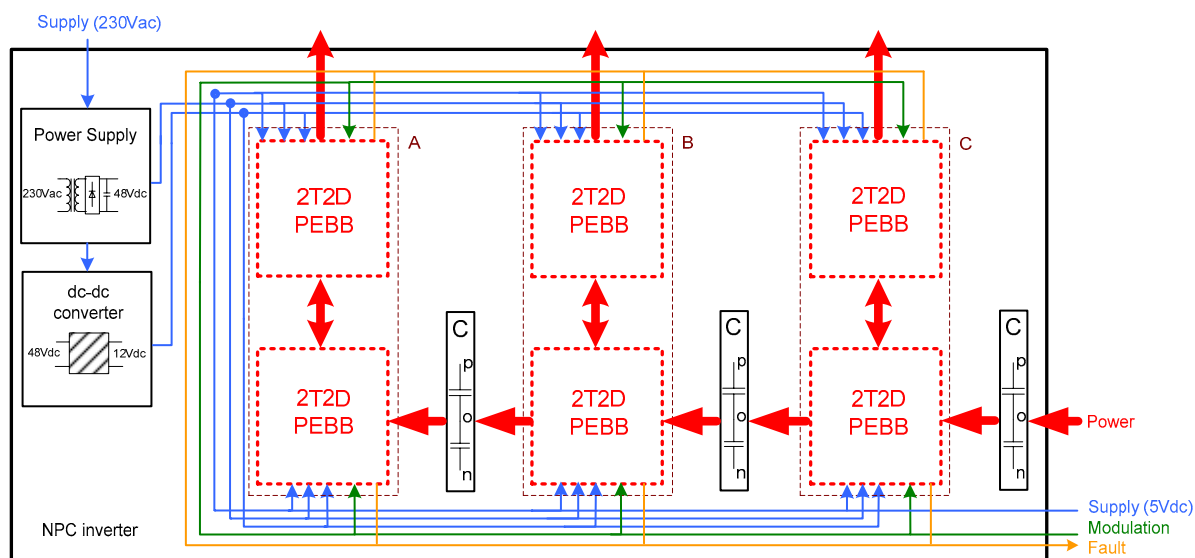 Supply (230Vac)
Power Supply
230Vac
48Vdc
dc-dc
converter
48Vdc
12Vdc
NPC inverter
A
2T2D
PEBB
2T2D
PEBB
C
p
o
n
B
2T2D
PEBB
2T2D
PEBB
C
p
o
n
C
2T2D
PEBB
2T2D
PEBB
C
p
o
n
Power
Supply (5Vdc)
Modulation
Fault